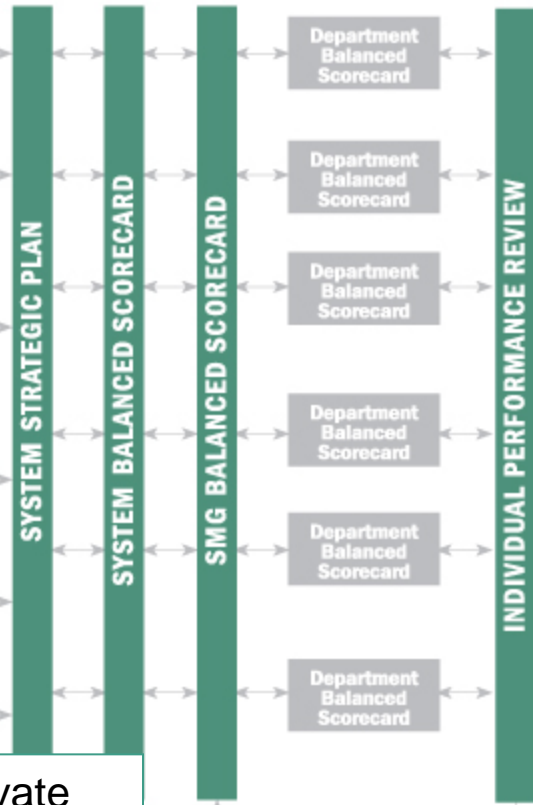 SYSTEM STRATEGIC PLAN
SYSTEM BALANCED SCORECARD
SMG BALANCED SCORECARD
Department
Balanced
Scorecard
Department
Balanced
Scorecard
Department
Balanced
Scorecard
Department
Balanced
Scorecard
Department
Balanced
Scorecard
Department
Balanced
Scorecard
INDIVIDUAL PERFORMANCE REVIEW
vate